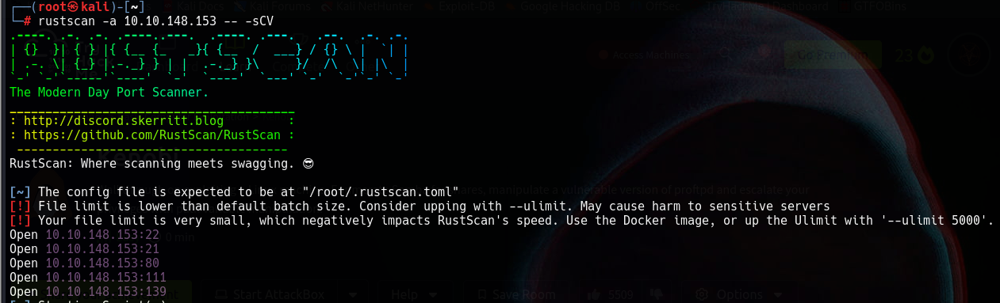 ┌──(root㉿kali)-[~]
└─# rustscan -a 10.10.148.153 -- -sCV
.----. .-. .-. .----..---.  .----. .---.   .--.  .-. .-.
| {}  }| { } |{ {__ {_   _}{ {__  /  ___} / {} \ |  `| |
| .-. \| {_} |.-._} } | |  .-._} }\     }/  /\  \| |\  |
`-' `-'`-----'`----'  `-'  `----'  `---' `-'  `-'`-' `-'
The Modern Day Port Scanner.
________________________________________
: http://discord.skerritt.blog         :
: https://github.com/RustScan/RustScan :
 --------------------------------------
RustScan: Where scanning meets swagging. 😎
[~] The config file is expected to be at "/root/.rustscan.toml"
[!] File limit is lower than default batch size. Consider upping with --ulimit. May cause harm to sensitive servers
[!] Your file limit is very small, which negatively impacts RustScan's speed. Use the Docker image, or up the Ulimit with '--ulimit 5000'.
Open 10.10.148.153:22
Open 10.10.148.153:21
Open 10.10.148.153:80
Open 10.10.148.153:111
Open 10.10.148.153:139
Kali Docs Kali Forums Kali NetHunter Exploit-DB Google Hacking DB GTFOBins
Access Machines
23
manipulate a vulnerable version of proftpd and escalate your
0 min
Start AttackBox
Help
Save Room
5509
Options